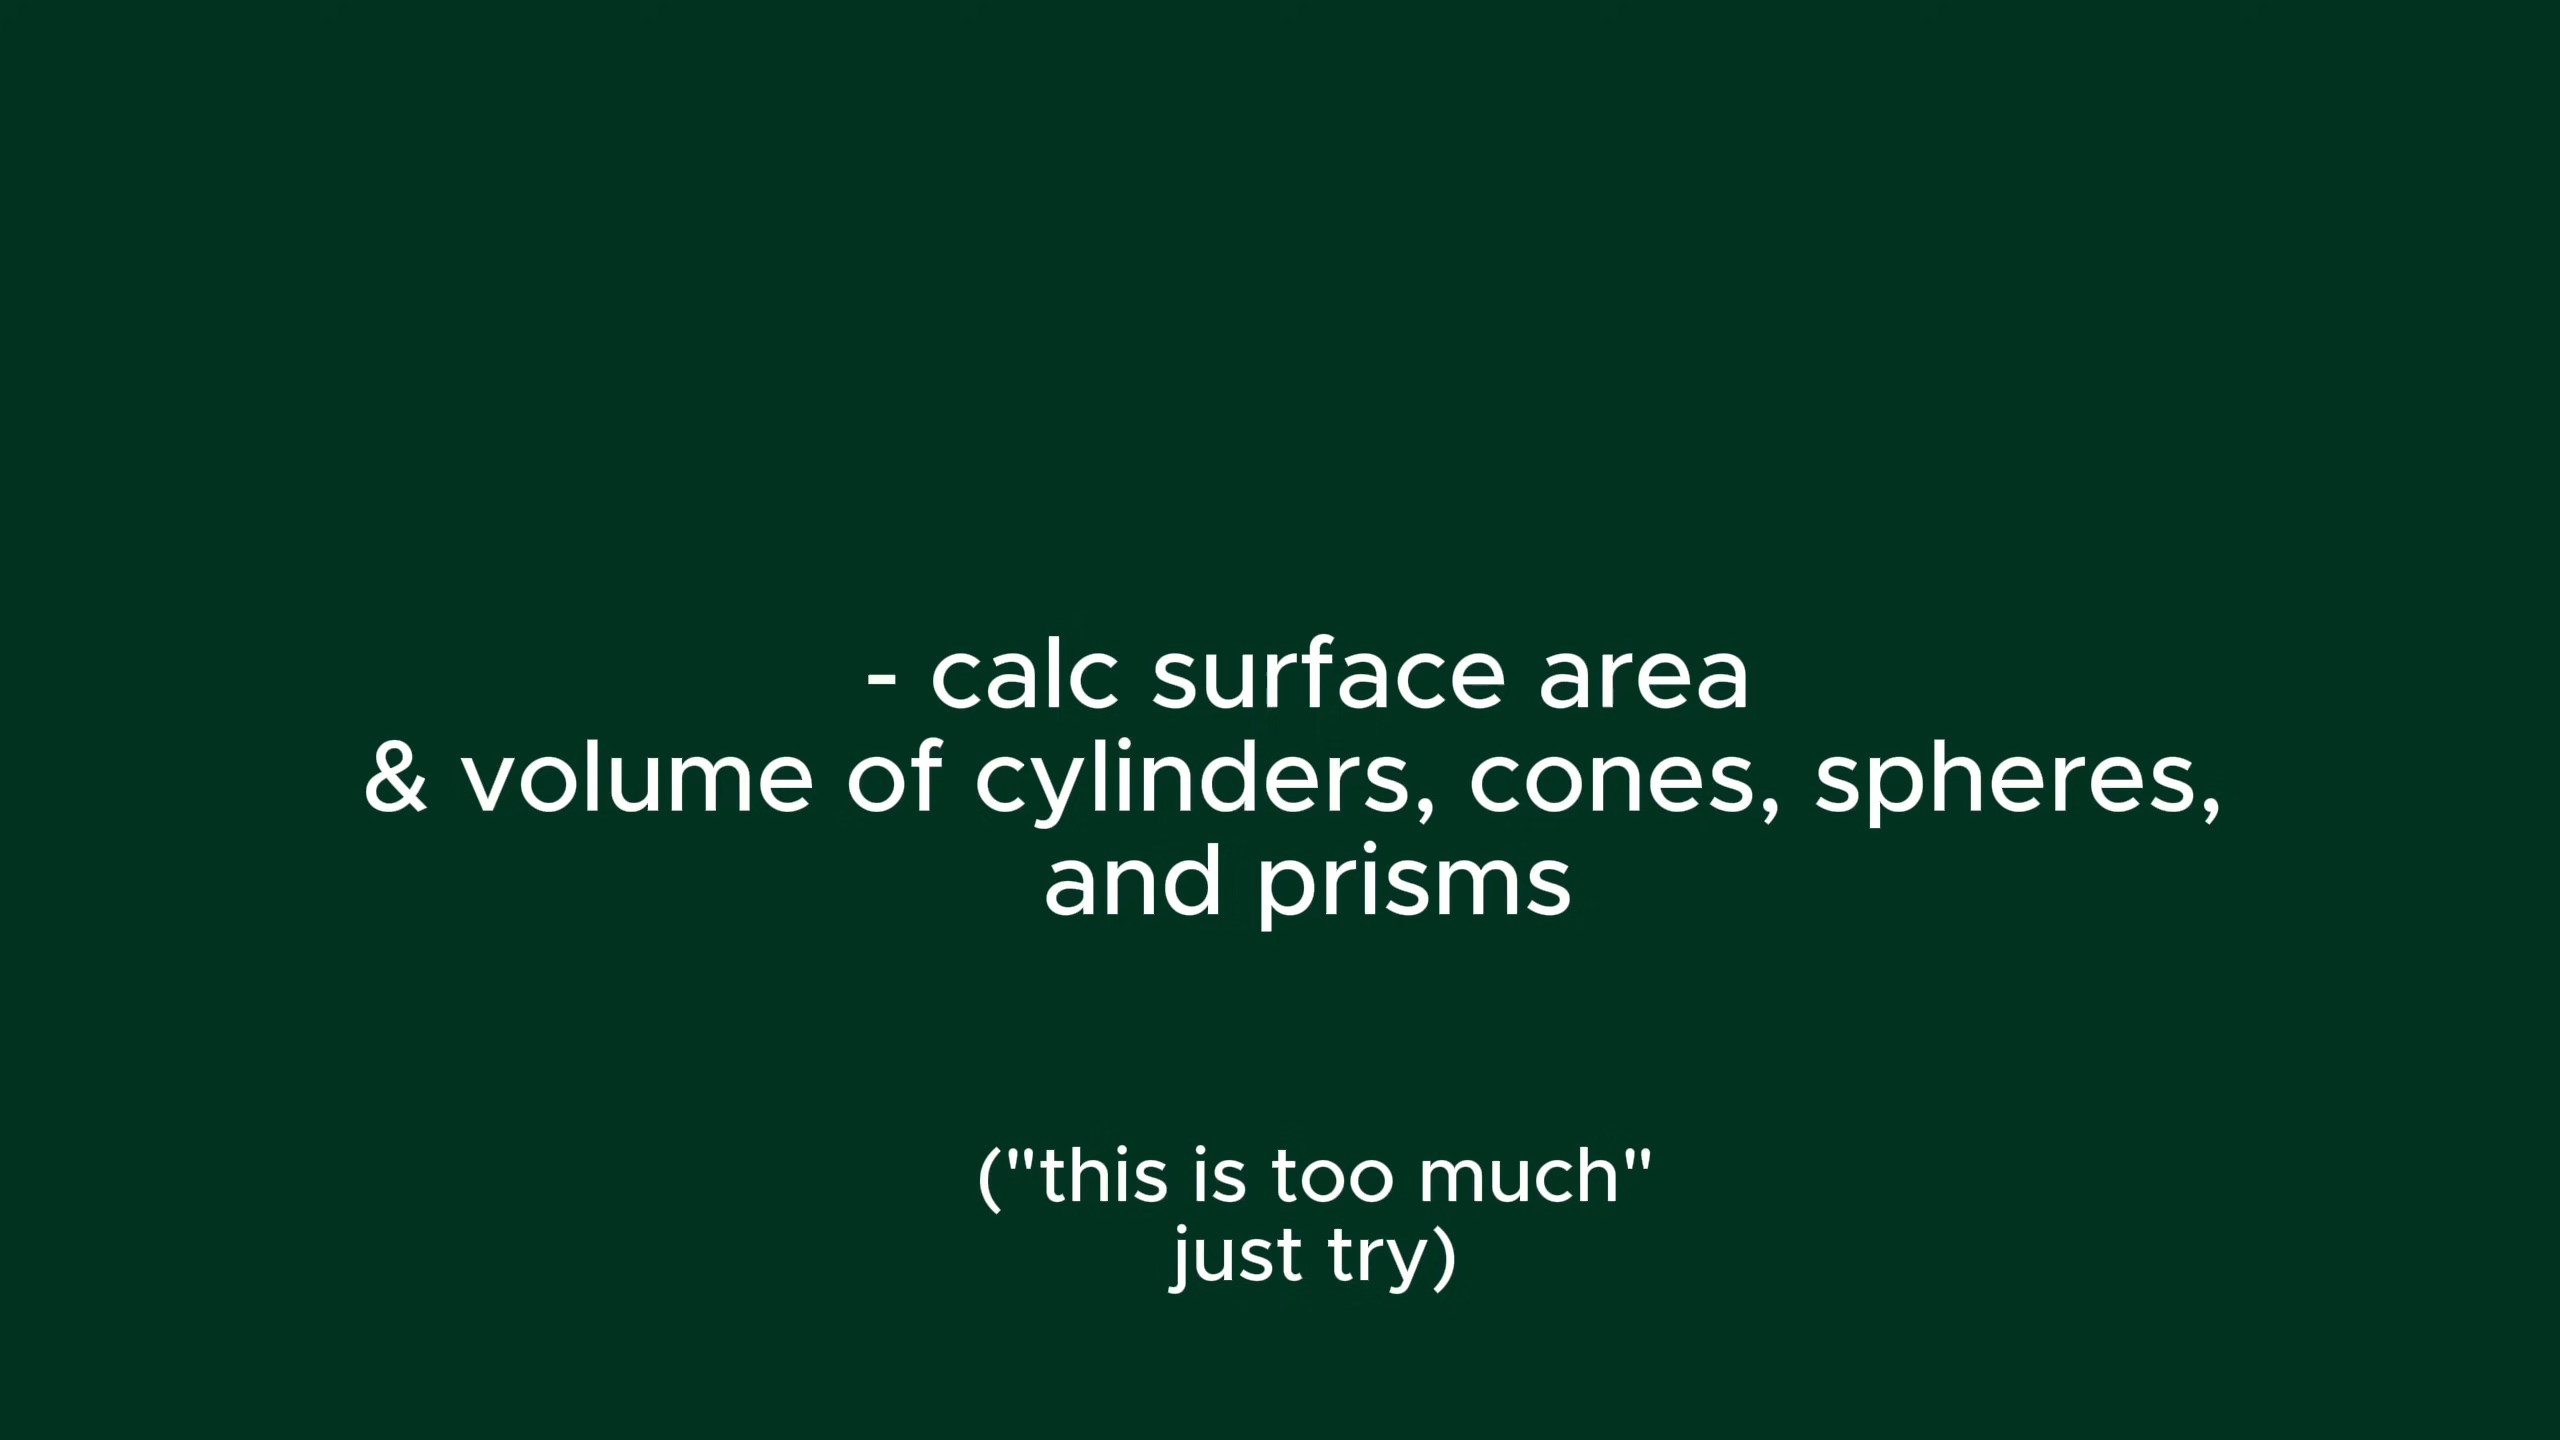 - calc surface area
& volume of cylinders, cones, spheres,
and prisms
("this is too much"
just try)